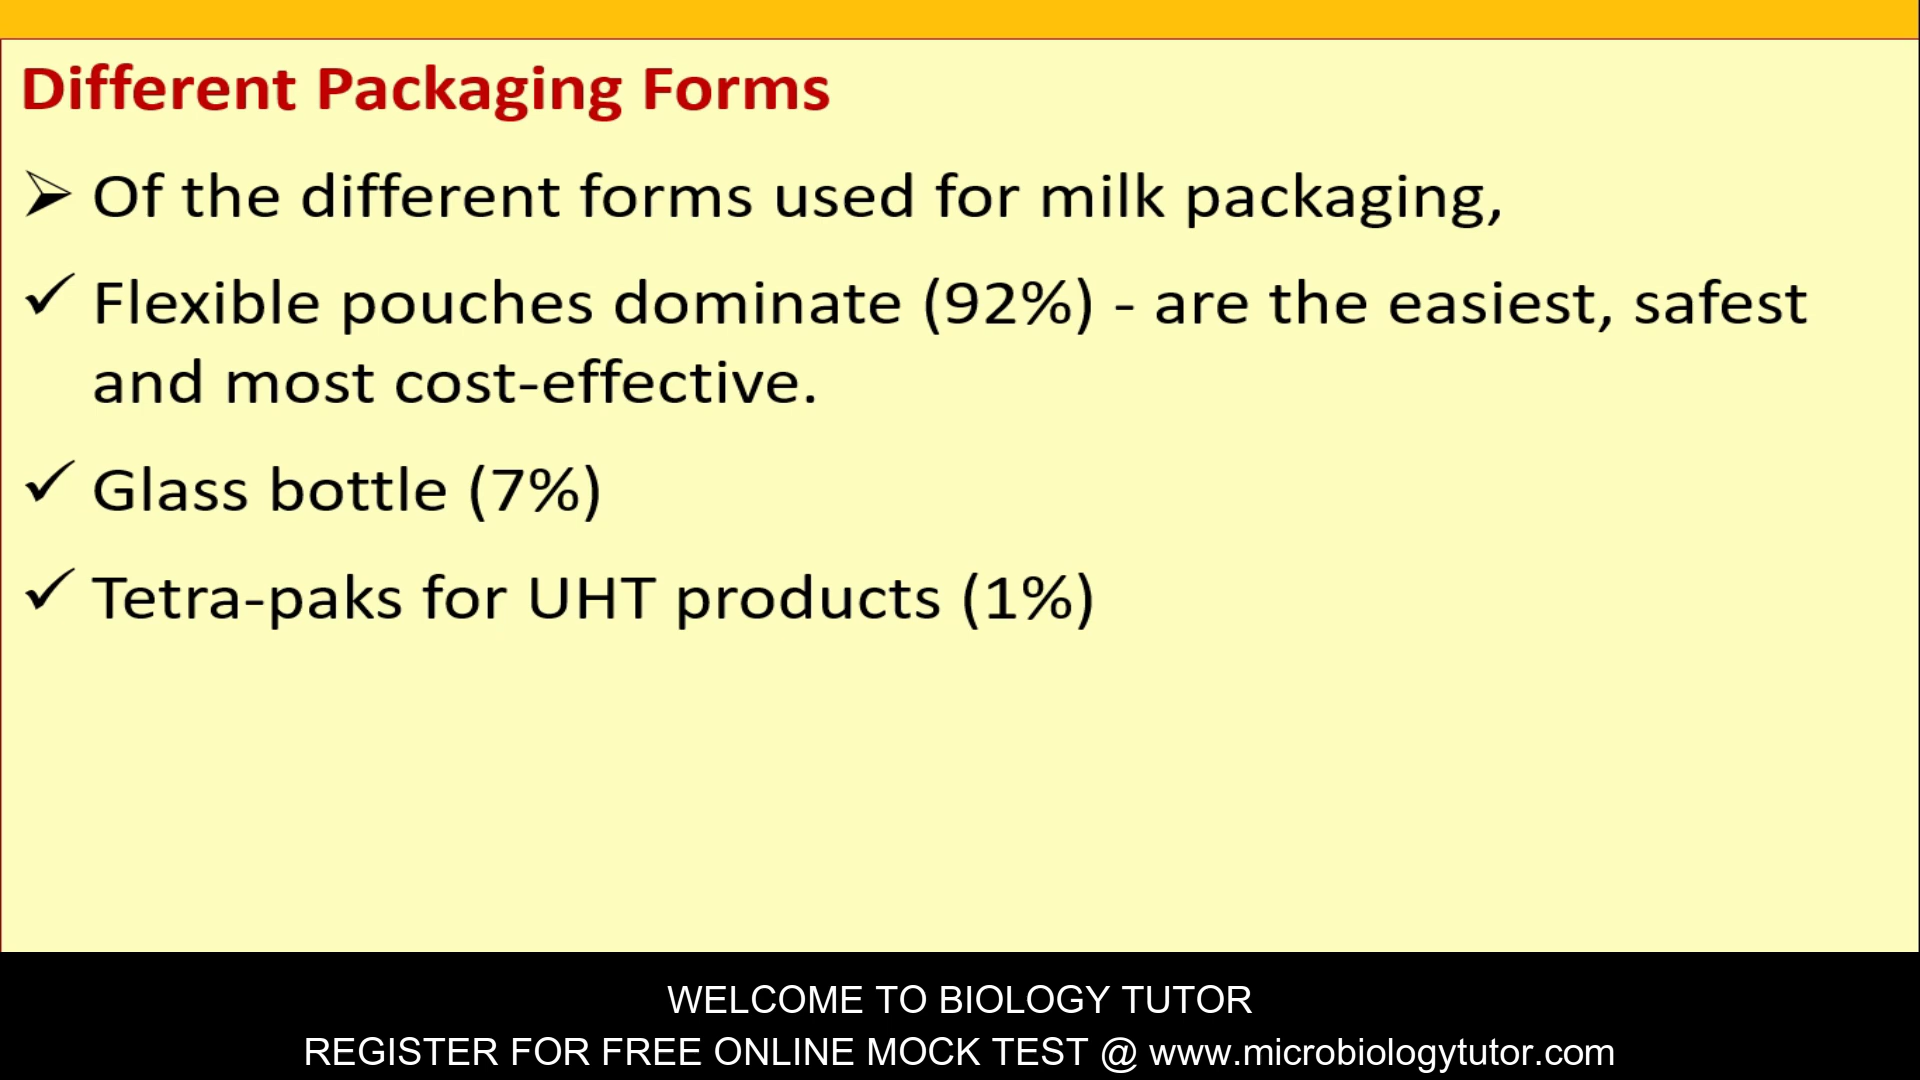 Different Packaging Forms
➢ Of the different forms used for milk packaging,
✓ Flexible pouches dominate (92%) - are the easiest, safest
and most cost-effective.
✓ Glass bottle (7%)
✓ Tetra-paks for UHT products (1%)
WELCOME TO BIOLOGY TUTOR
REGISTER FOR FREE ONLINE MOCK TEST @ www.microbiologytutor.com